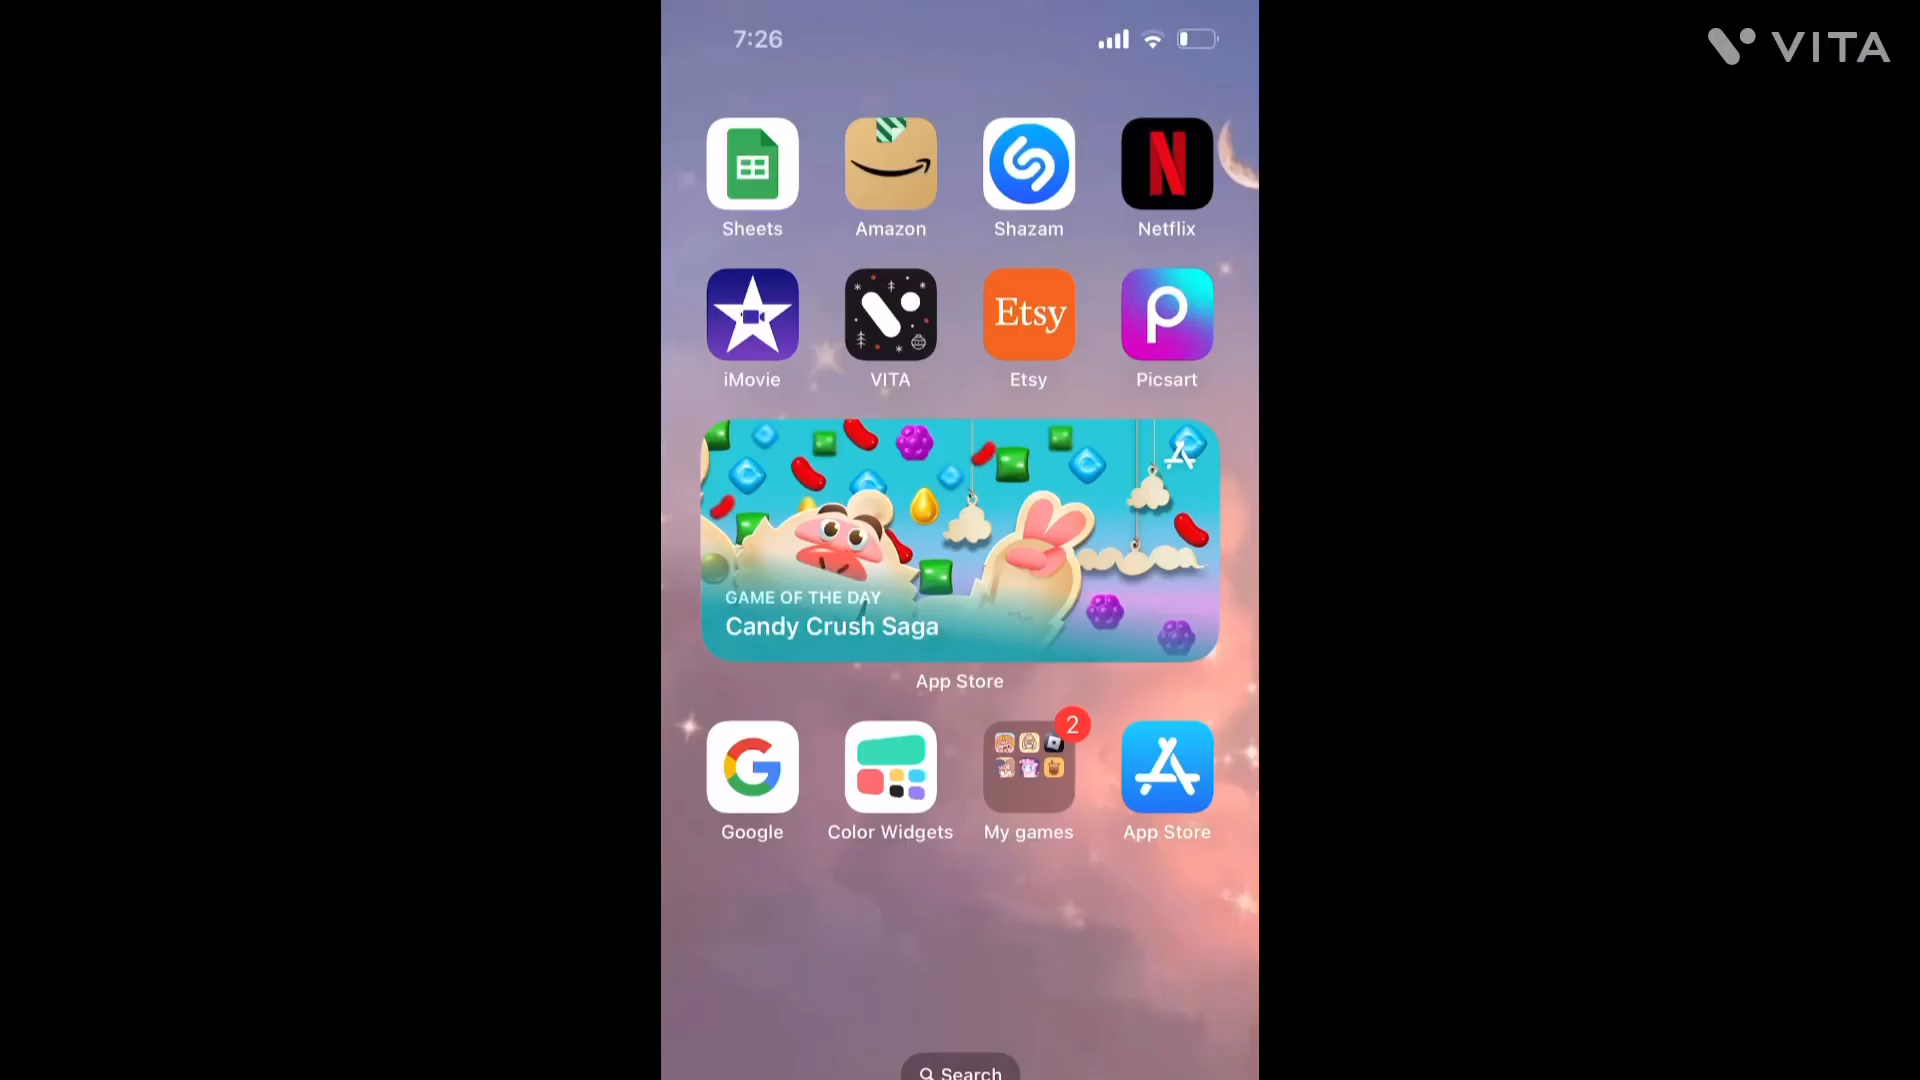 7:26
VITA
Sheets
Amazon
Shazam
Netflix
Etsy
iMovie
VITA
Etsy
Picsart
GAME OF THE DAY
Candy Crush Saga
App Store
2
Google
Color Widgets
My games
App Store
Search